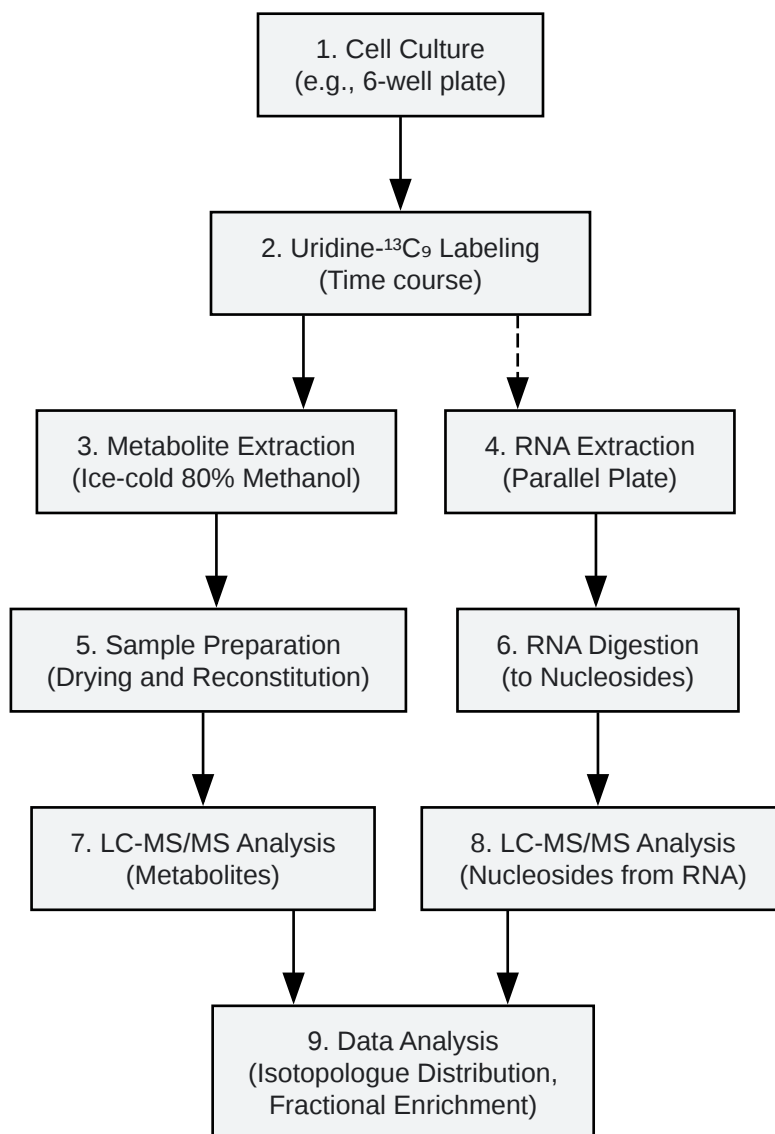 1. Cell Culture
(e.g., 6-well plate)
2. Uridine-¹³C₉ Labeling
(Time course)
3. Metabolite Extraction
(Ice-cold 80% Methanol)
4. RNA Extraction
(Parallel Plate)
5. Sample Preparation
(Drying and Reconstitution)
6. RNA Digestion
(to Nucleosides)
7. LC-MS/MS Analysis
(Metabolites)
8. LC-MS/MS Analysis
(Nucleosides from RNA)
9. Data Analysis
(Isotopologue Distribution,
Fractional Enrichment)